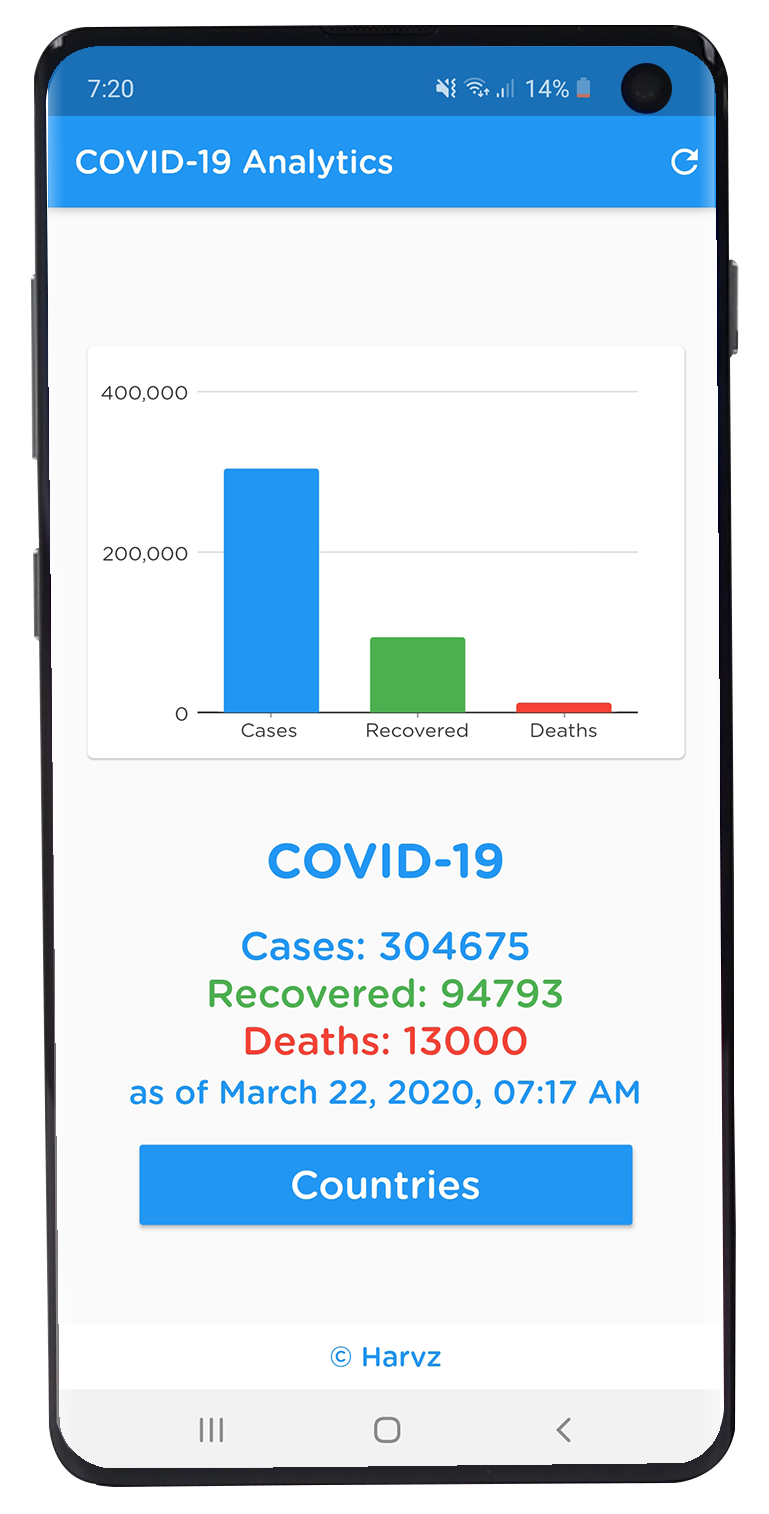 7:20 14%
COVID-19 Analytics
400,000
200,000
0
Cases Recovered Deaths
COVID-19
Cases: 304675
Recovered: 94793
Deaths: 13000
as of March 22, 2020, 07:17 AM
Countries
© Harvz